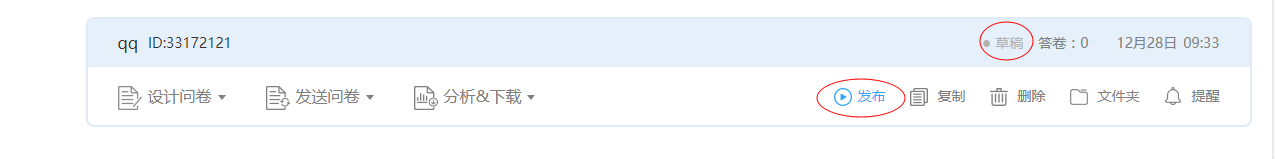 qq ID:33172121 草稿 答卷：0 12月28日 09:33
设计问卷 发送问卷 分析&下载 发布 复制 删除 文件夹 提醒